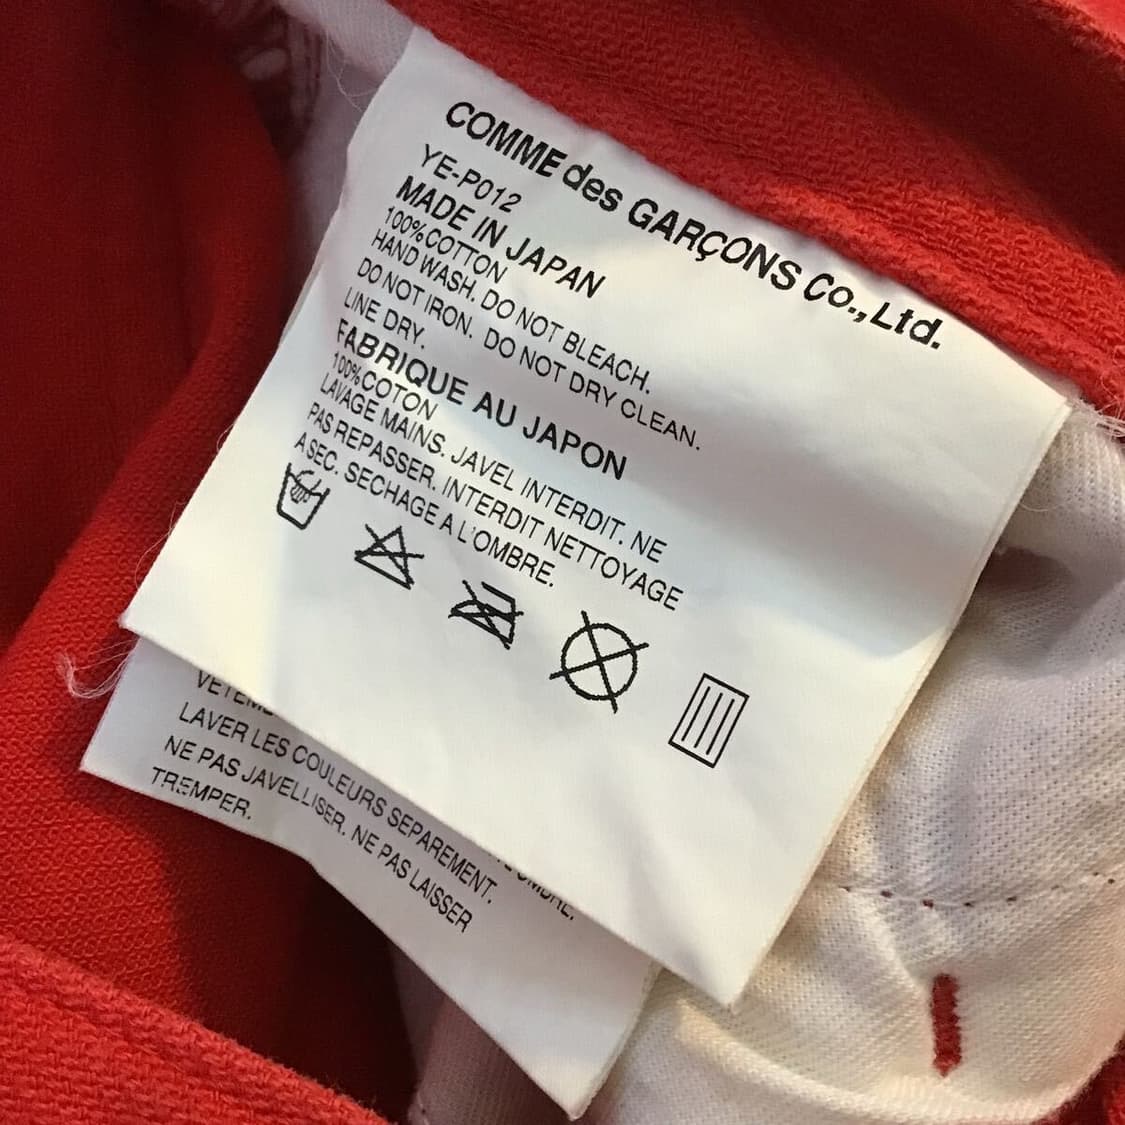 COMME des GARÇONS Co.,Ltd.
YE-P012
MADE IN JAPAN
100%COTTON
HAND WASH. DO NOT BLEACH.
DO NOT IRON. DO NOT DRY CLEAN.
LINE DRY.
FABRIQUE AU JAPON
100%COTON
LAVAGE MAINS. JAVEL INTERDIT. NE
PAS REPASSER. INTERDIT NETTOYAGE
A SEC. SECHAGE A L'OMBRE.
LAVER LES COULEURS SEPAREMENT.
NE PAS JAVELLISER. NE PAS LAISSER
TREMPER.